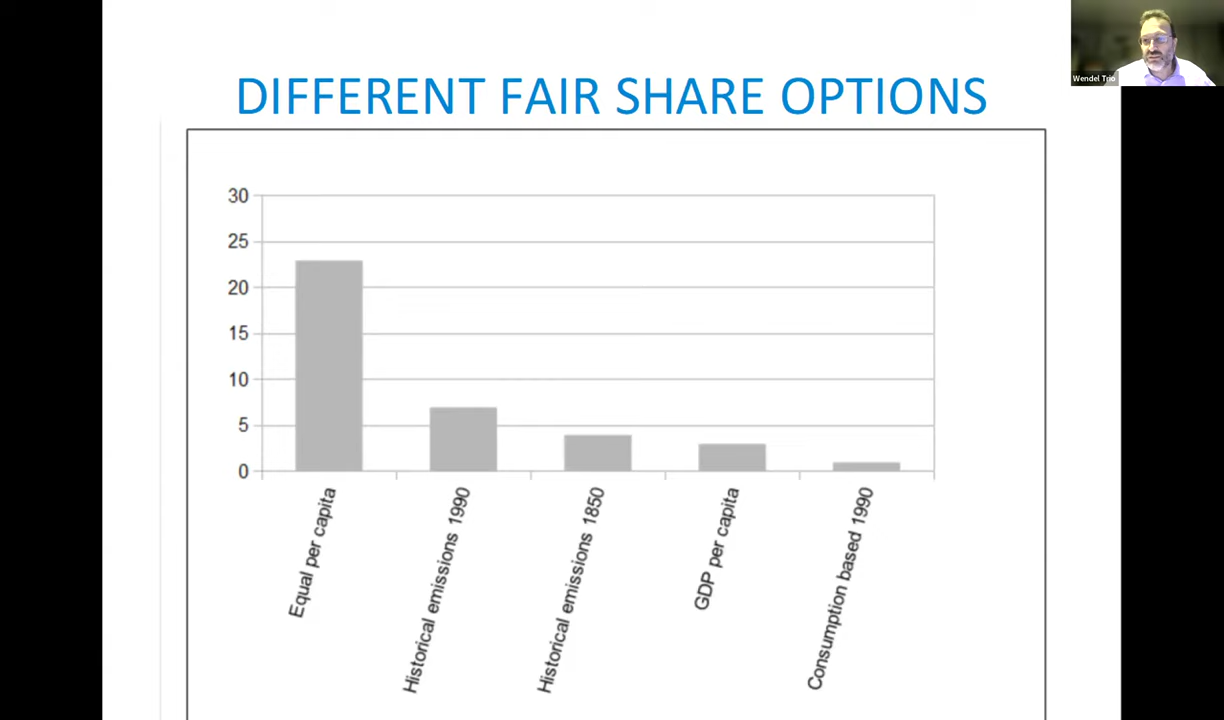 Wendel Trio
DIFFERENT FAIR SHARE OPTIONS
30
25
20
15
10
5
0
Equal per capita
Historical emissions 1990
Historical emissions 1850
GDP per capita
Consumption based 1990